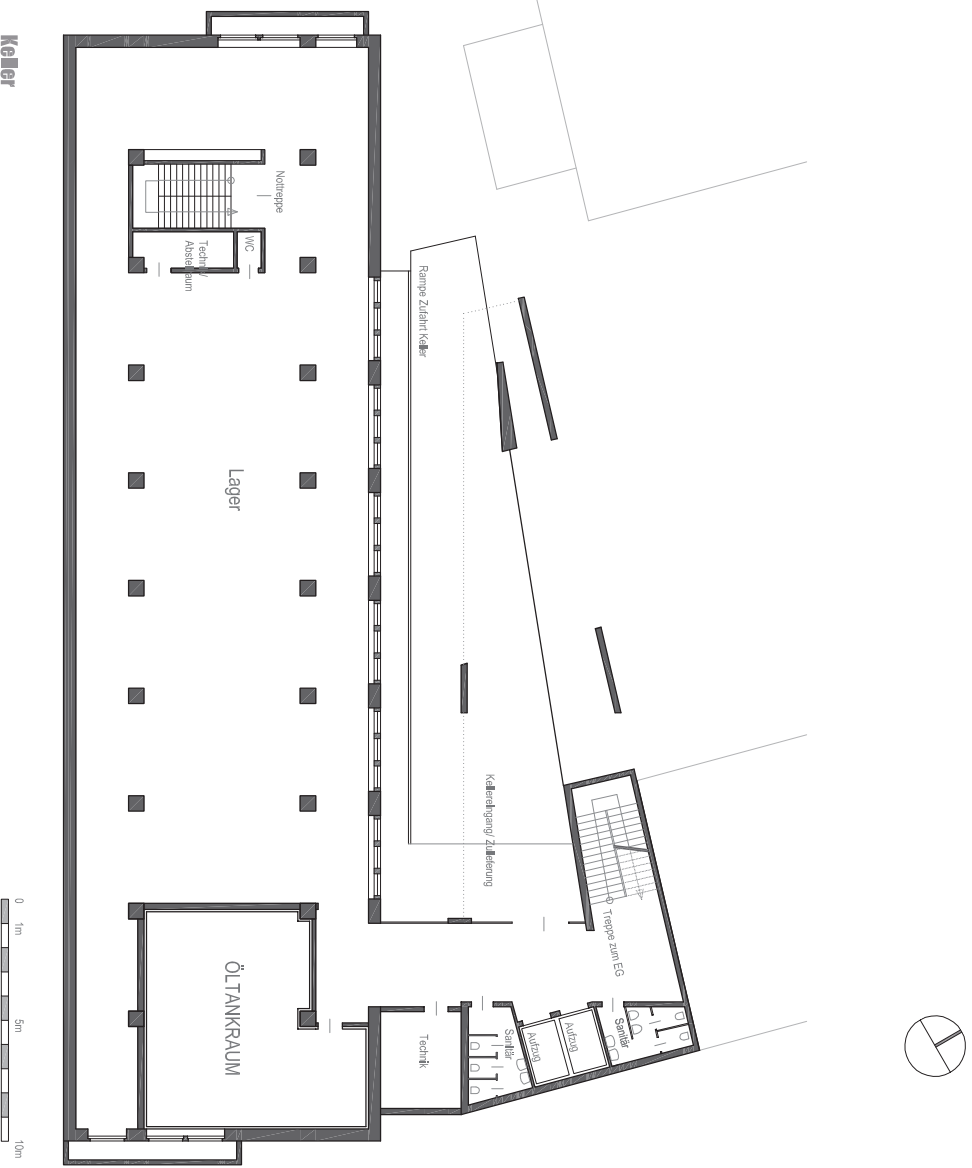 Keller
Nottreppe
WC
Technik/
Abstellraum
Rampe Zufahrt Keller
Lager
Kellereingang/ Zulieferung
Treppe zum EG
ÖLTANKRAUM
Technik
Sanitär
Aufzug
Aufzug
Sanitär
0
1m
5m
10m